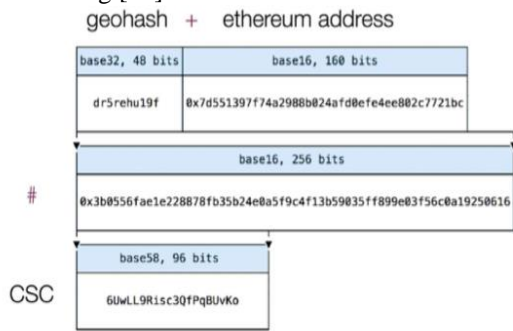 geohash + ethereum address
base32, 48 bits base16, 160 bits
dr5rehu19f 0x7d551397f74a2988b024afd0efe4ee802c7721bc
base16, 256 bits
# 0x3b0556fae1e228878fb35b24e0a5f9c4f13b59035ff899e03f56c0a19250616
base58, 96 bits
CSC 6UwLL9Risc3QfPqBUvKo